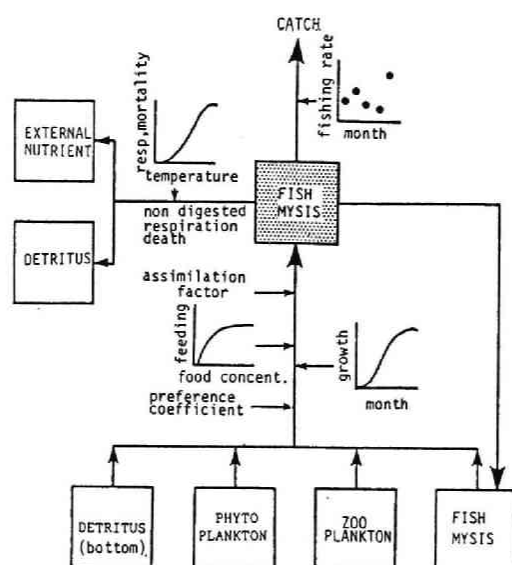 CATCH
fishing rate
month
resp,mortality
temperature
EXTERNAL
NUTRIENT
FISH
MYSIS
non digested
respiration
death
DETRITUS
assimilation
factor
feeding
food concent.
growth
month
preference
coefficient
DETRITUS
(bottom)
PHYTO
PLANKTON
ZOO
PLANKTON
FISH
MYSIS